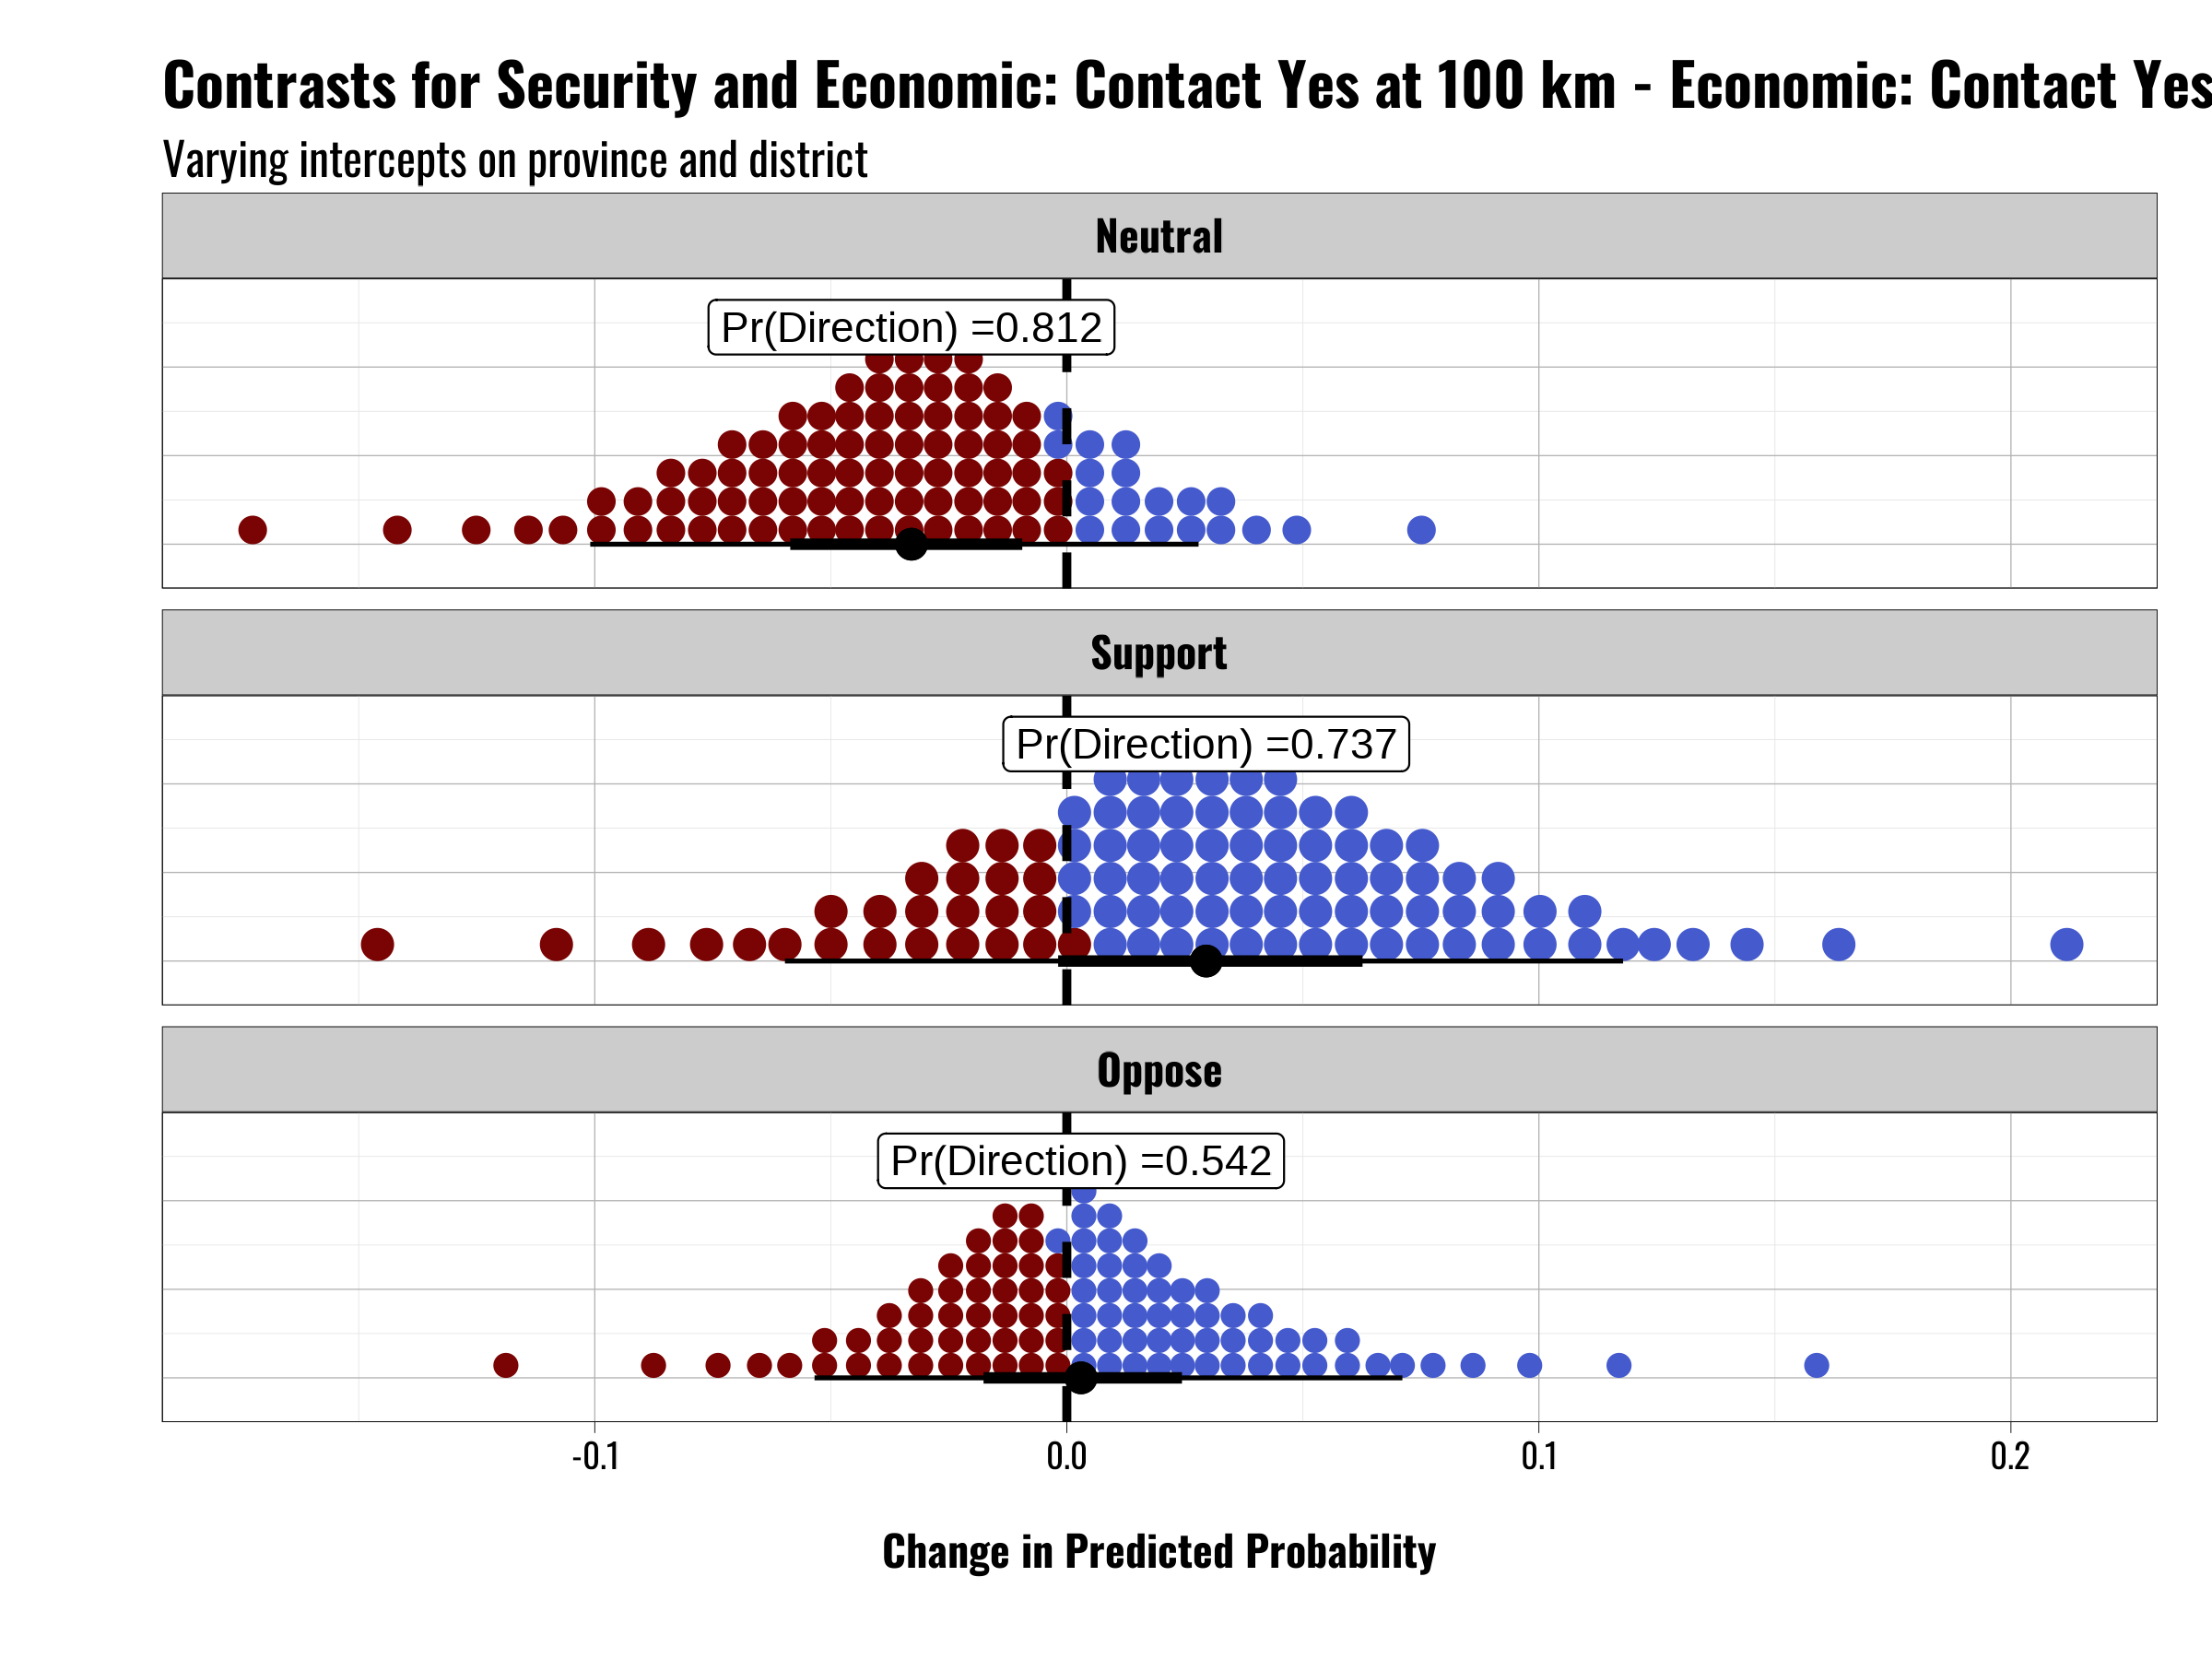 Contrasts for Security and Economic: Contact Yes at 100 km - Economic: Contact Yes
Varying intercepts on province and district
Neutral
Pr(Direction) =0.812
Support
Pr(Direction) =0.737
Oppose
Pr(Direction) =0.542
-0.1 0.0 0.1 0.2
Change in Predicted Probability